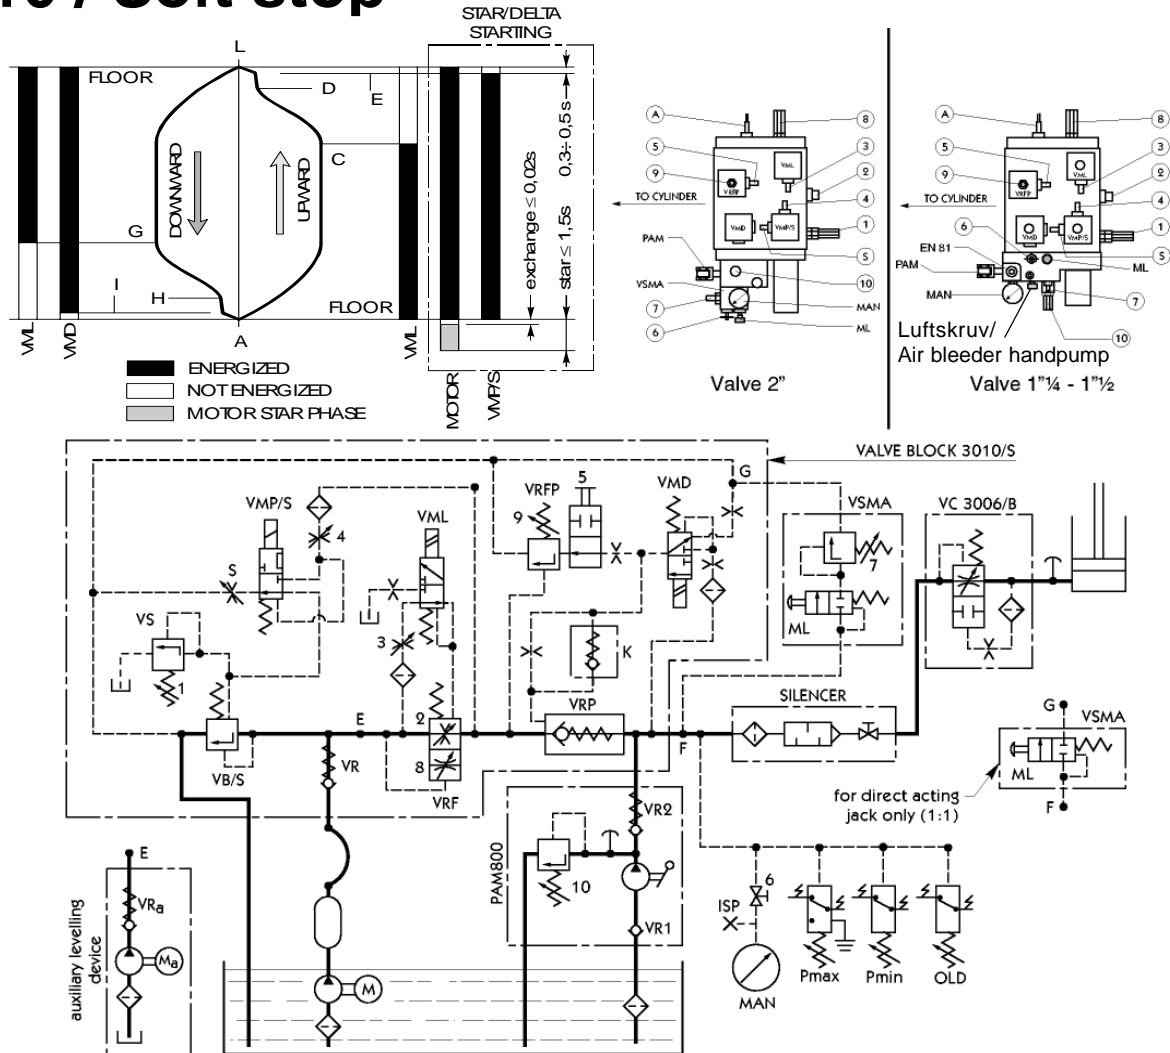 STAR/DELTA
STARTING
L
FLOOR
D
E
C
DOWNWARD
UPWARD
G
I
H
FLOOR
A
VML
VMD
VML
MOTOR
VMP/S
exchange ≤ 0,02s
star ≤ 1,5s
0,3÷0,5 s
ENERGIZED
NOT ENERGIZED
MOTOR STAR PHASE
A
8
5
3
9
2
4
1
S
10
VML
VRFP
VMD
VMP/S
TO CYLINDER
PAM
VSMA
7
6
MAN
ML
Valve 2”
A
8
5
3
9
2
4
1
S
VML
VRFP
VMD
VMP/S
TO CYLINDER
6
EN 81
PAM
MAN
ML
7
10
Luftskruv/
Air bleeder handpump
Valve 1”¼ - 1”½
VALVE BLOCK 3010/S
VMP/S
4
VML
VRFP
5
9
VMD
G
VSMA
7
ML
VC 3006/B
S
VS
1
3
K
VRP
E
2
8
VB/S
VR
VRF
F
SILENCER
G
VSMA
ML
F
for direct acting
jack only (1:1)
PAM800
VR2
10
VR1
E
VRa
Ma
auxiliary levelling
device
M
6
ISP
MAN
Pmax
Pmin
OLD